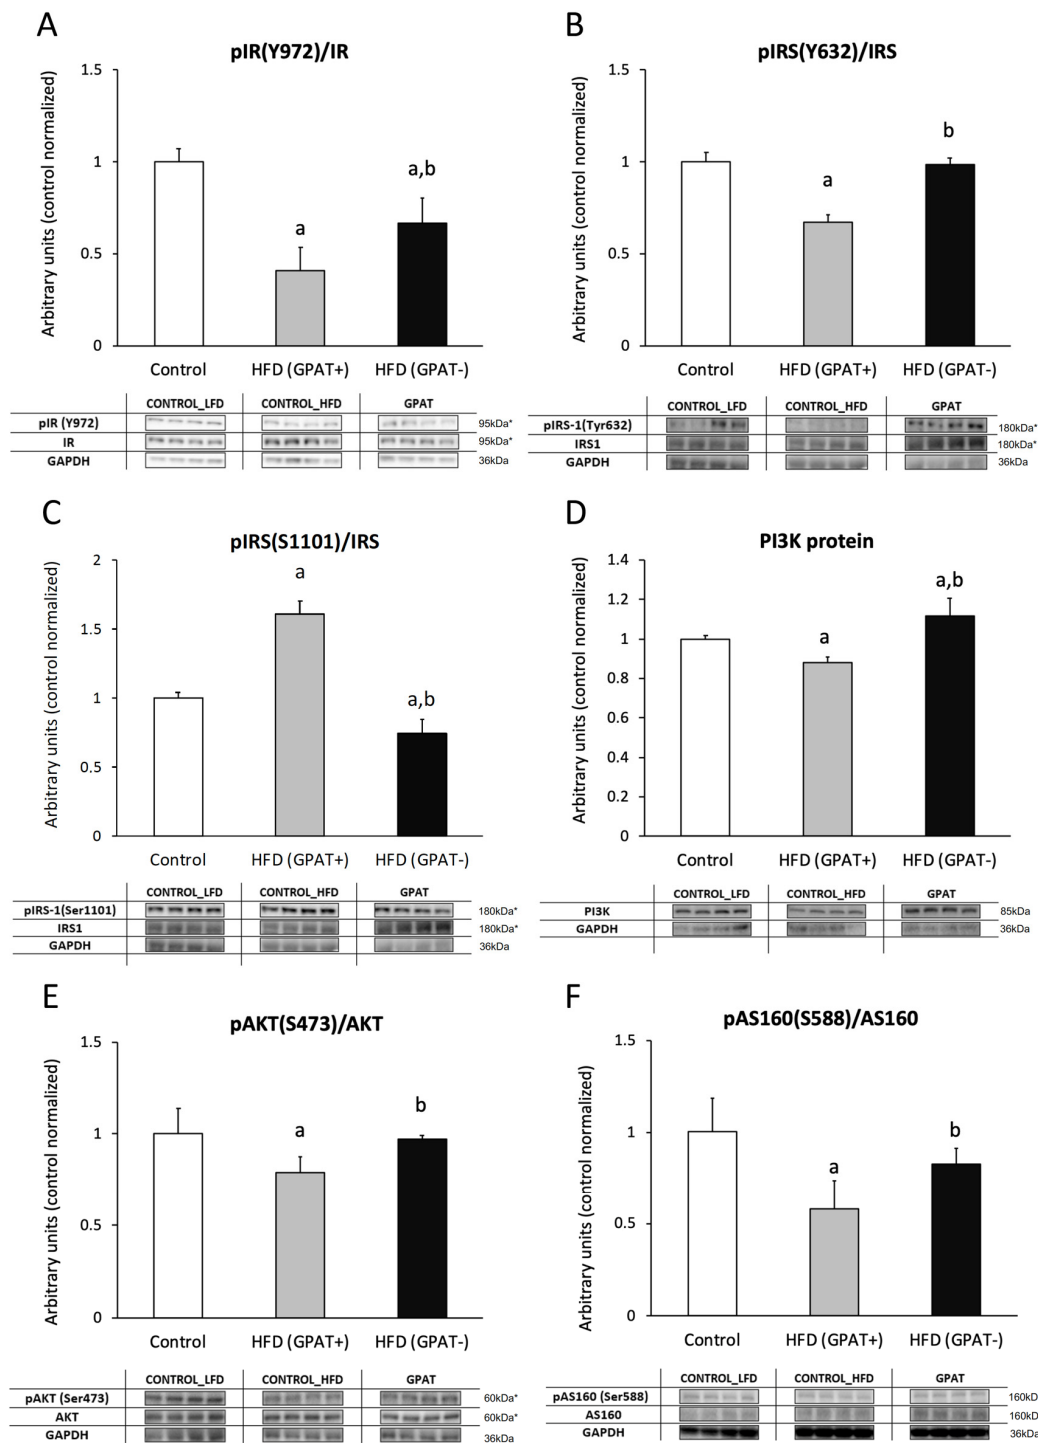 A
pIR(Y972)/IR
Arbitrary units (control normalized)
1.5
1
0.5
0
a
a,b
Control HFD (GPAT+) HFD (GPAT-)
CONTROL_LFD CONTROL_HFD GPAT
pIR (Y972) 95kDa*
IR 95kDa*
GAPDH 36kDa
B
pIRS(Y632)/IRS
Arbitrary units (control normalized)
1.5
1
0.5
0
a
b
Control HFD (GPAT+) HFD (GPAT-)
CONTROL_LFD CONTROL_HFD GPAT
pIRS-1(Tyr632) 180kDa*
IRS1 180kDa*
GAPDH 36kDa
C
pIRS(S1101)/IRS
Arbitrary units (control normalized)
2
1.5
1
0.5
0
a
a,b
Control HFD (GPAT+) HFD (GPAT-)
CONTROL_LFD CONTROL_HFD GPAT
pIRS-1(Ser1101) 180kDa*
IRS1 180kDa*
GAPDH 36kDa
D
PI3K protein
Arbitrary units (control normalized)
1.4
1.2
1
0.8
0.6
0.4
0.2
0
a
a,b
Control HFD (GPAT+) HFD (GPAT-)
CONTROL_LFD CONTROL_HFD GPAT
PI3K 85kDa
GAPDH 36kDa
E
pAKT(S473)/AKT
Arbitrary units (control normalized)
1.5
1
0.5
0
a
b
Control HFD (GPAT+) HFD (GPAT-)
CONTROL_LFD CONTROL_HFD GPAT
pAKT (Ser473) 60kDa*
AKT 60kDa*
GAPDH 36kDa
F
pAS160(S588)/AS160
Arbitrary units (control normalized)
1.5
1
0.5
0
a
b
Control HFD (GPAT+) HFD (GPAT-)
CONTROL_LFD CONTROL_HFD GPAT
pAS160 (Ser588) 160kD
AS160 160kD
GAPDH 36kDa